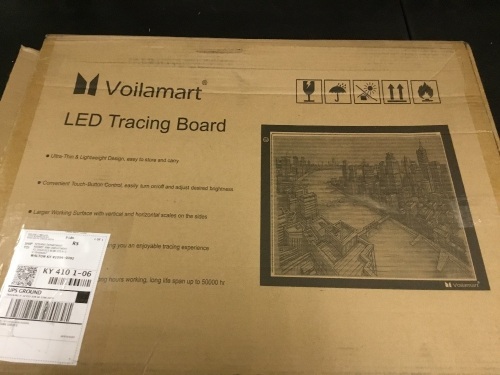 Voilamart®
LED Tracing Board
Ultra-Thin & Lightweight Design, easy to store and carry
Convenient Touch-Button Control, easily turn on/off and adjust desired brightness
Larger Working Surface with vertical and horizontal scales on the sides
you an enjoyable tracing experience
hours working, long life span up to 50000 hr
KY 410 1-06
UPS GROUND
Voilamart